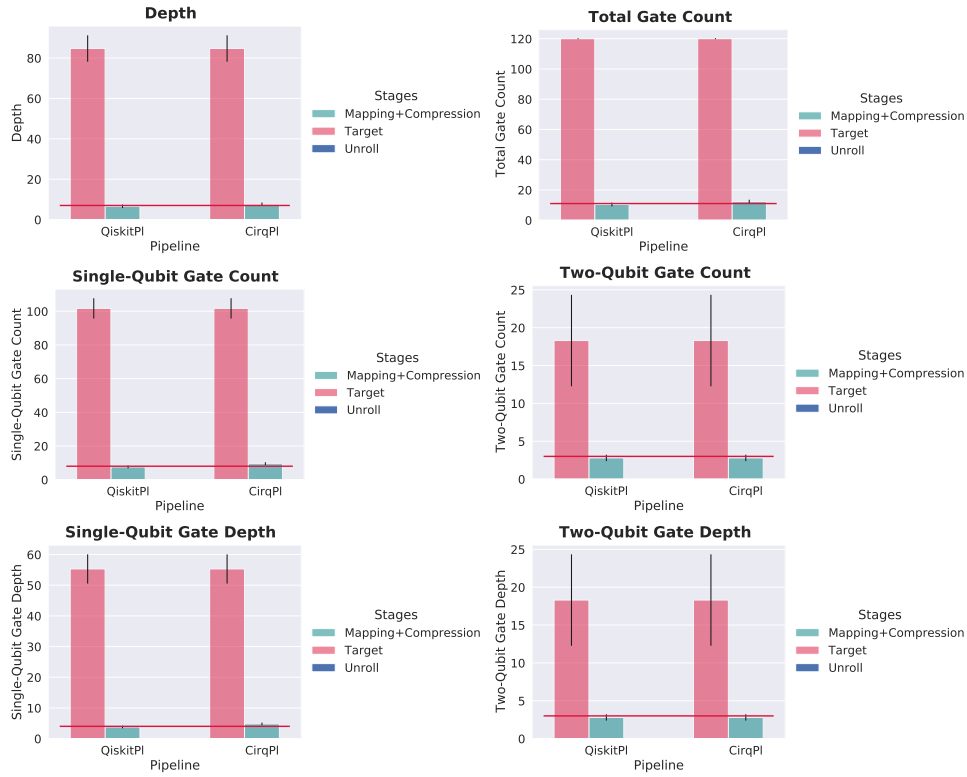 Depth
Depth
80
60
40
20
0
QiskitPl
CirqPl
Pipeline
Stages
Mapping+Compression
Target
Unroll
Total Gate Count
Total Gate Count
120
100
80
60
40
20
0
QiskitPl
CirqPl
Pipeline
Stages
Mapping+Compression
Target
Unroll
Single-Qubit Gate Count
Single-Qubit Gate Count
100
80
60
40
20
0
QiskitPl
CirqPl
Pipeline
Stages
Mapping+Compression
Target
Unroll
Two-Qubit Gate Count
Two-Qubit Gate Count
25
20
15
10
5
0
QiskitPl
CirqPl
Pipeline
Stages
Mapping+Compression
Target
Unroll
Single-Qubit Gate Depth
Single-Qubit Gate Depth
60
50
40
30
20
10
0
QiskitPl
CirqPl
Pipeline
Stages
Mapping+Compression
Target
Unroll
Two-Qubit Gate Depth
Two-Qubit Gate Depth
25
20
15
10
5
0
QiskitPl
CirqPl
Pipeline
Stages
Mapping+Compression
Target
Unroll